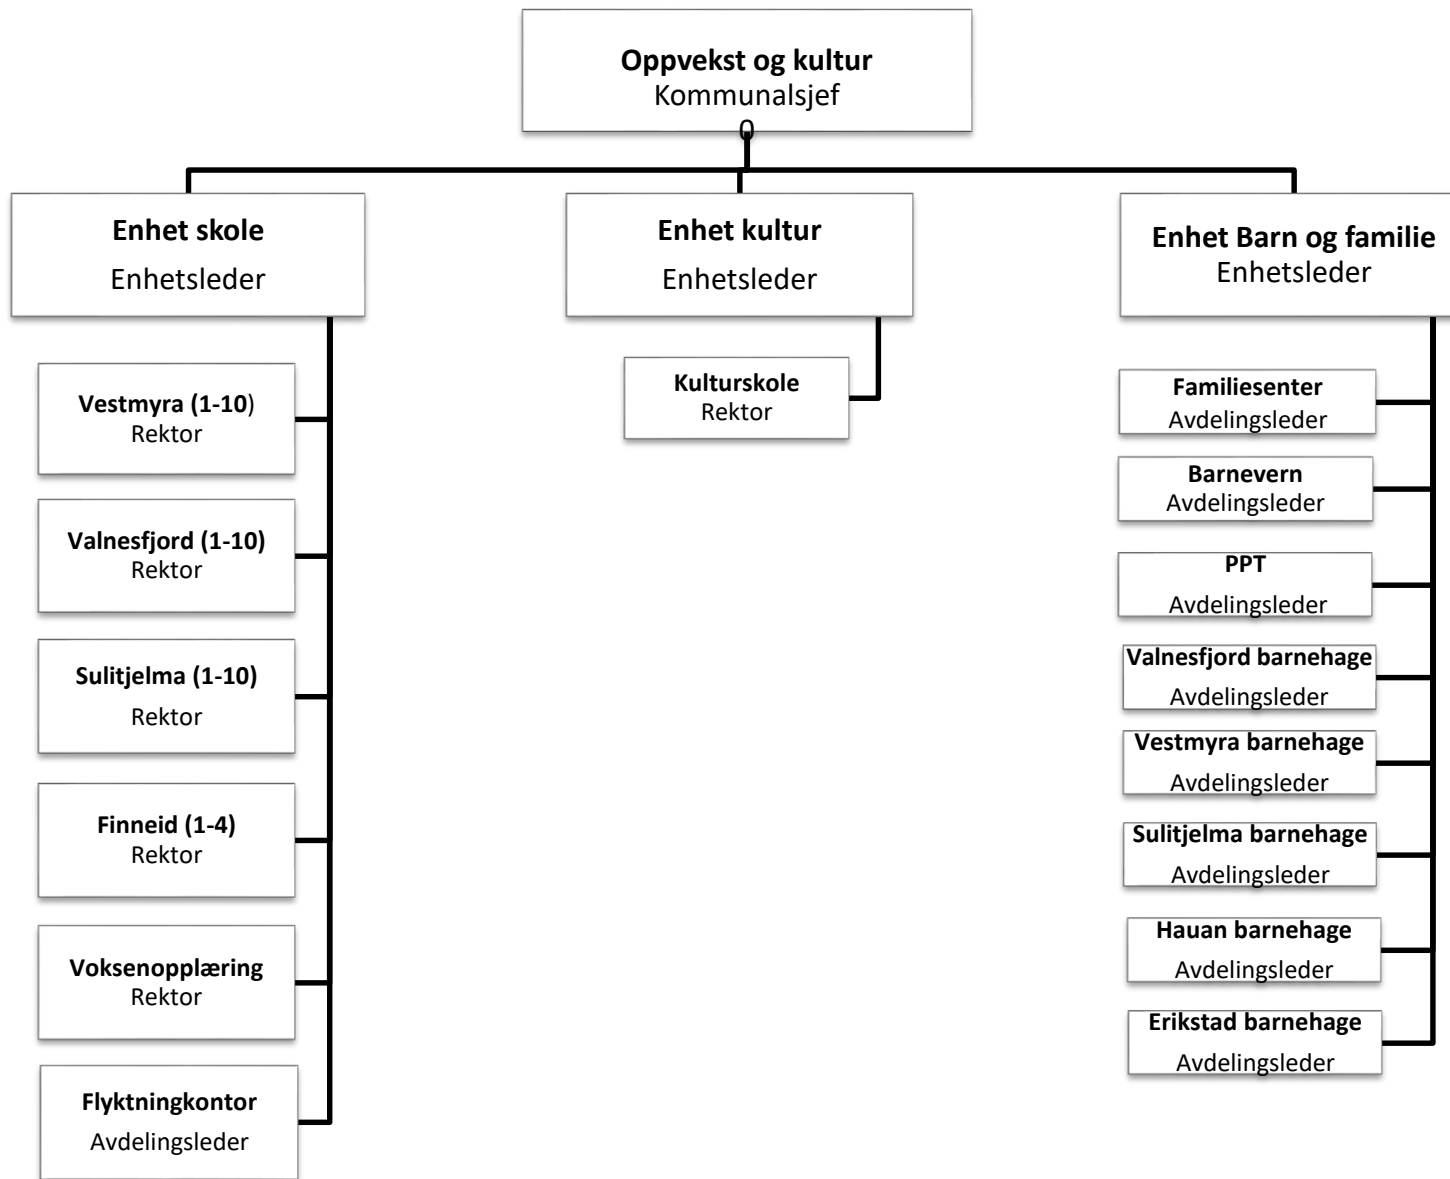 Oppvekst og kultur
Kommunalsjef
O
Enhet skole
Enhetsleder
Vestmyra (1-10)
Rektor
Valnesfjord (1-10)
Rektor
Sulitjelma (1-10)
Rektor
Finneid (1-4)
Rektor
Voksenopplæring
Rektor
Flyktningkontor
Avdelingsleder
Enhet kultur
Enhetsleder
Kulturskole
Rektor
Enhet Barn og familie
Enhetsleder
Familiesenter
Avdelingsleder
Barnevern
Avdelingsleder
PPT
Avdelingsleder
Valnesfjord barnehage
Avdelingsleder
Vestmyra barnehage
Avdelingsleder
Sulitjelma barnehage
Avdelingsleder
Hauan barnehage
Avdelingsleder
Erikstad barnehage
Avdelingsleder